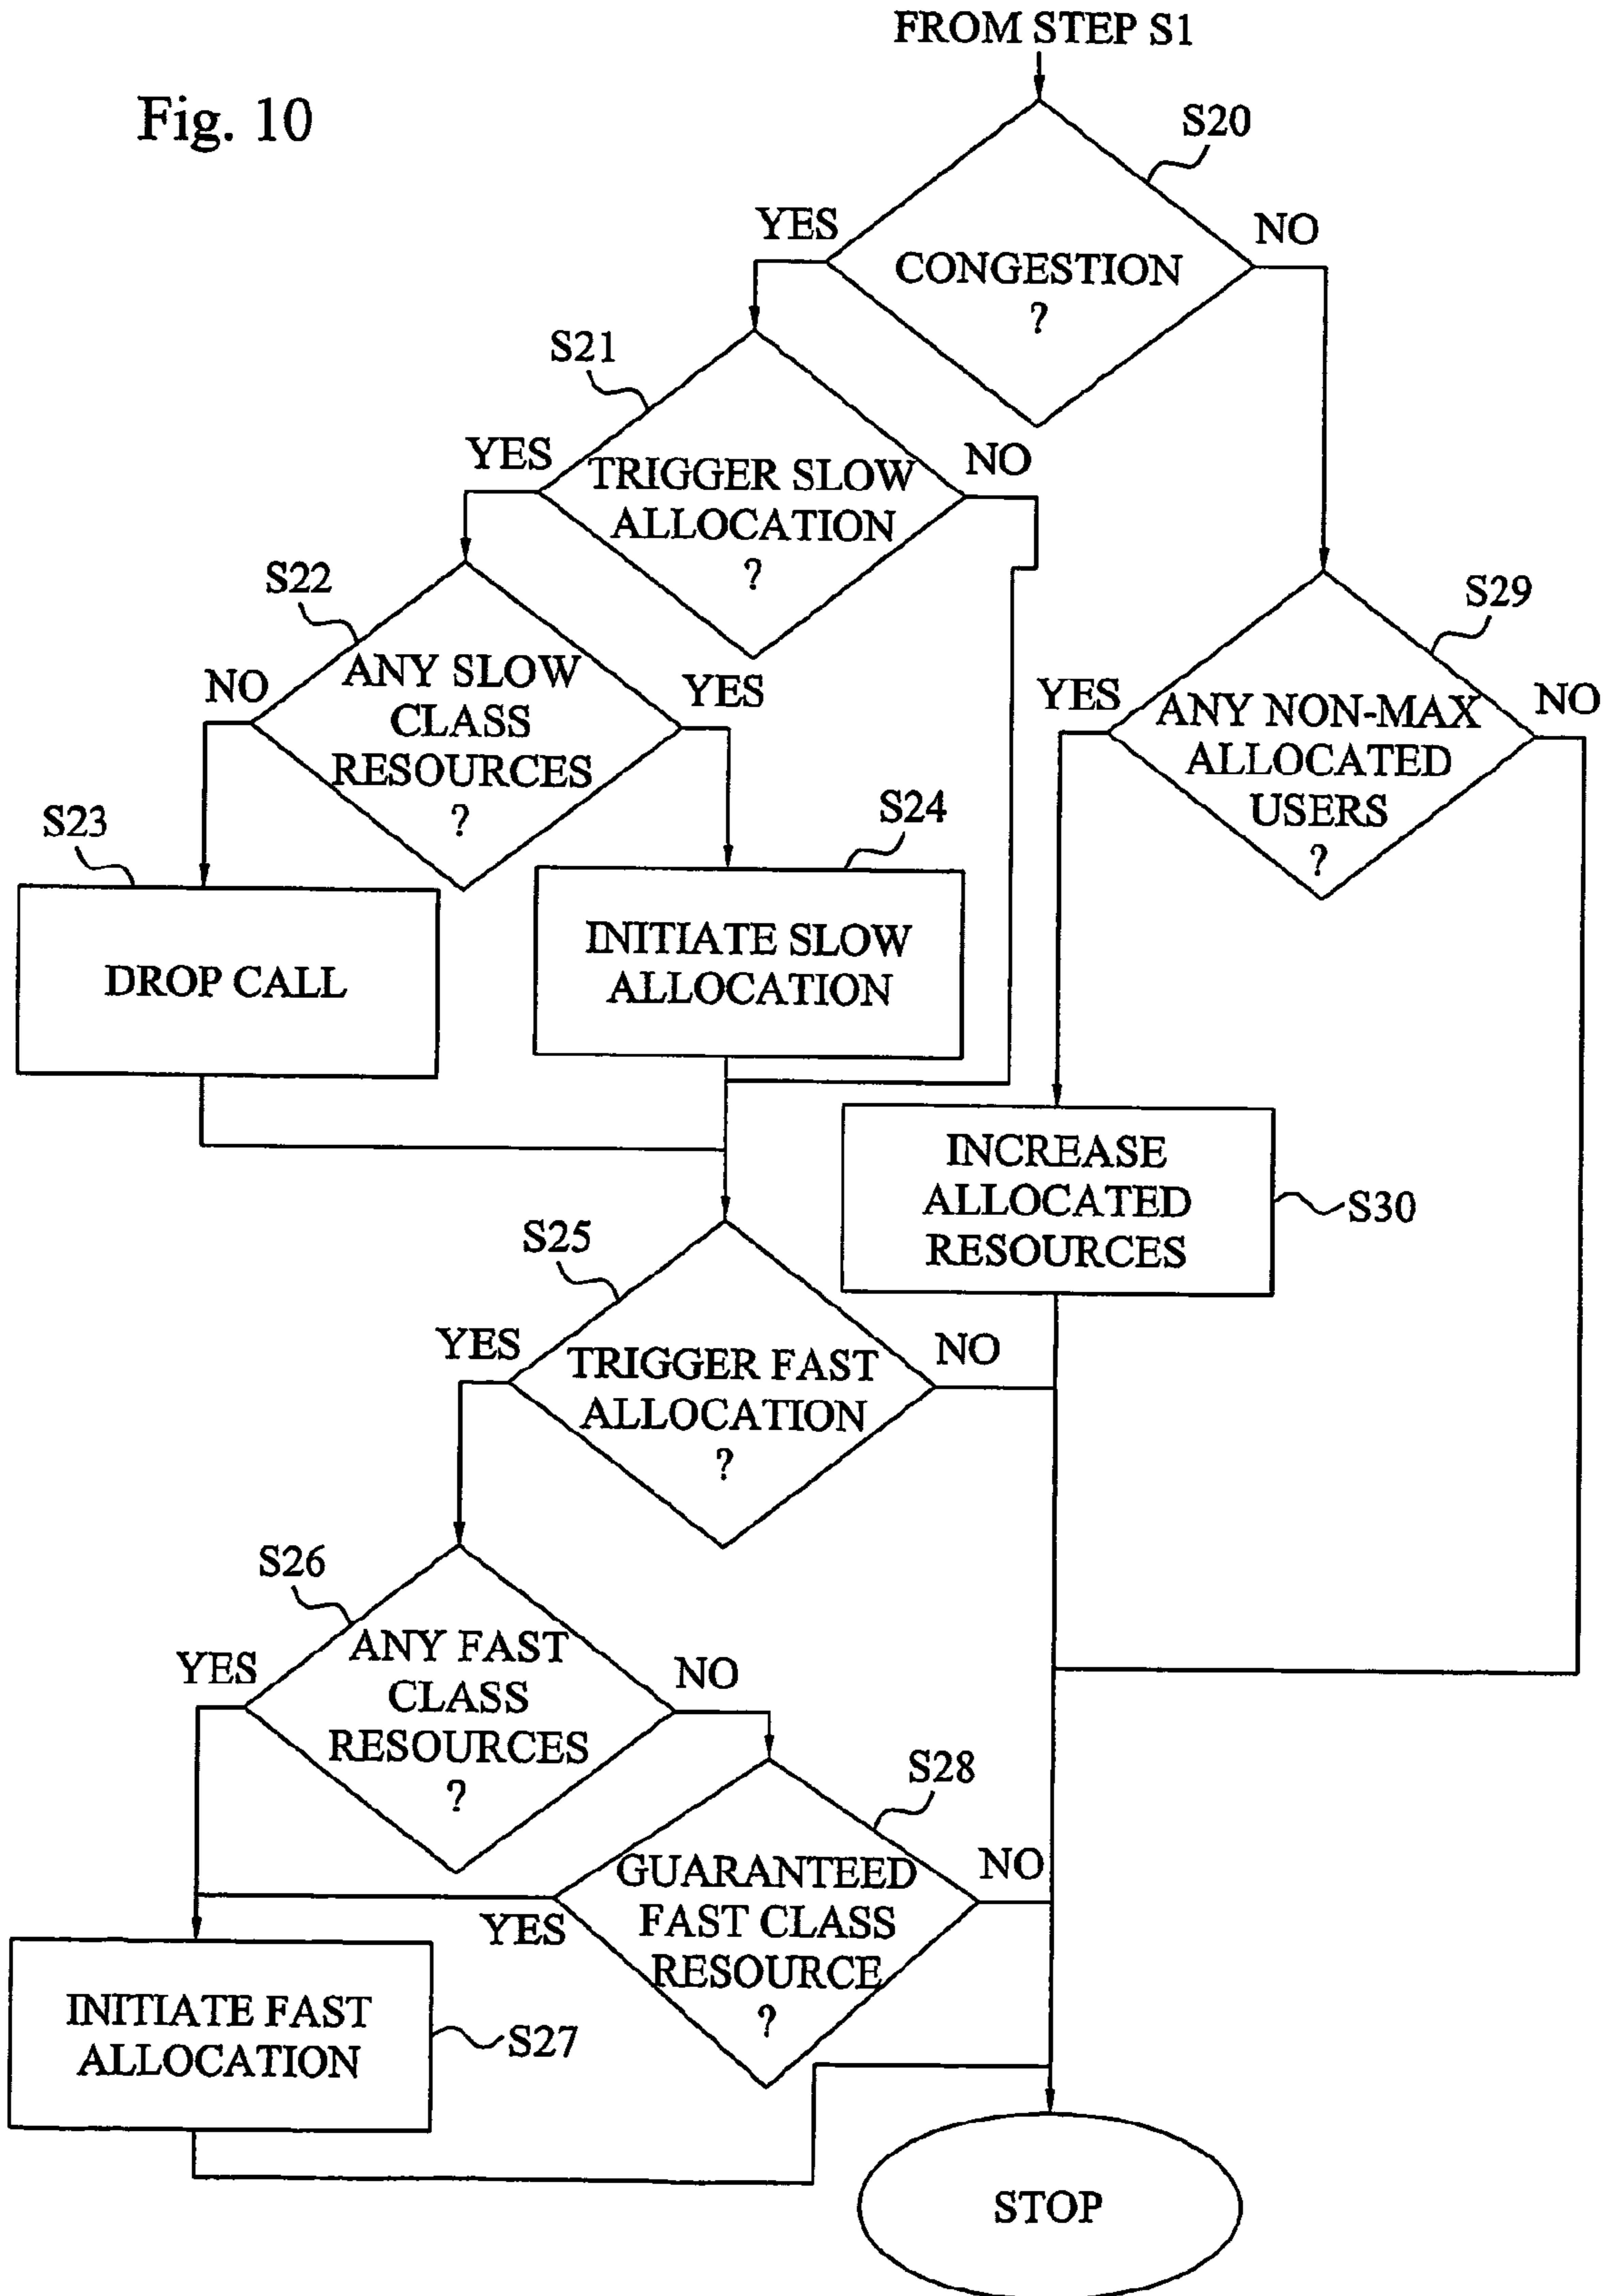 FROM STEP S1
Fig. 10
S20
YES
NO
CONGESTION
?
S21
YES
NO
TRIGGER SLOW
ALLOCATION
?
S22
NO
YES
ANY SLOW
CLASS
RESOURCES
?
S29
YES
NO
ANY NON-MAX
ALLOCATED
USERS
?
S23
DROP CALL
S24
INITIATE SLOW
ALLOCATION
INCREASE
ALLOCATED
RESOURCES
S30
S25
YES
NO
TRIGGER FAST
ALLOCATION
?
S26
YES
NO
ANY FAST
CLASS
RESOURCES
?
S28
NO
YES
GUARANTEED
FAST CLASS
RESOURCE
?
INITIATE FAST
ALLOCATION
S27
STOP